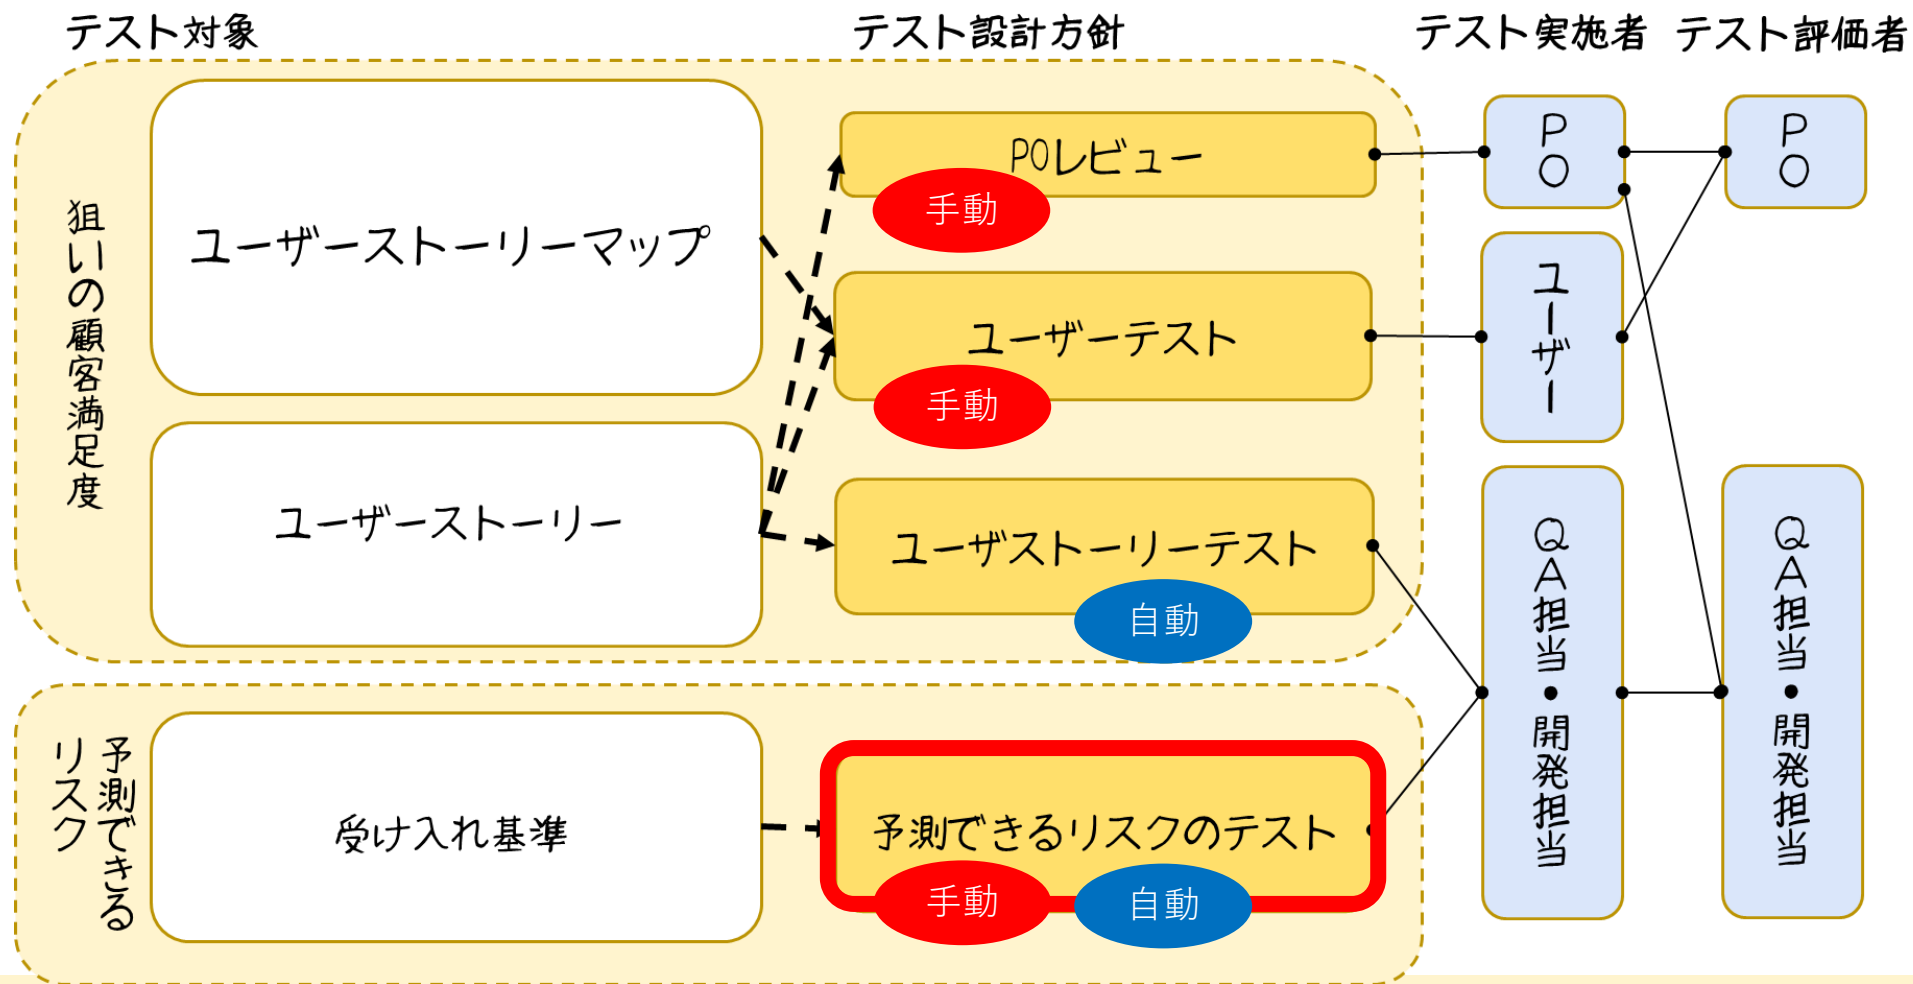 テスト対象
テスト設計方針
テスト実施者
テスト評価者
狙いの顧客満足度
ユーザーストーリーマップ
ユーザーストーリー
POレビュー
手動
ユーザーテスト
手動
ユーザストーリーテスト
自動
PO
ユーザー
QA担当・開発担当
PO
QA担当・開発担当
予測できる
リスク
受け入れ基準
予測できるリスクのテスト
手動
自動